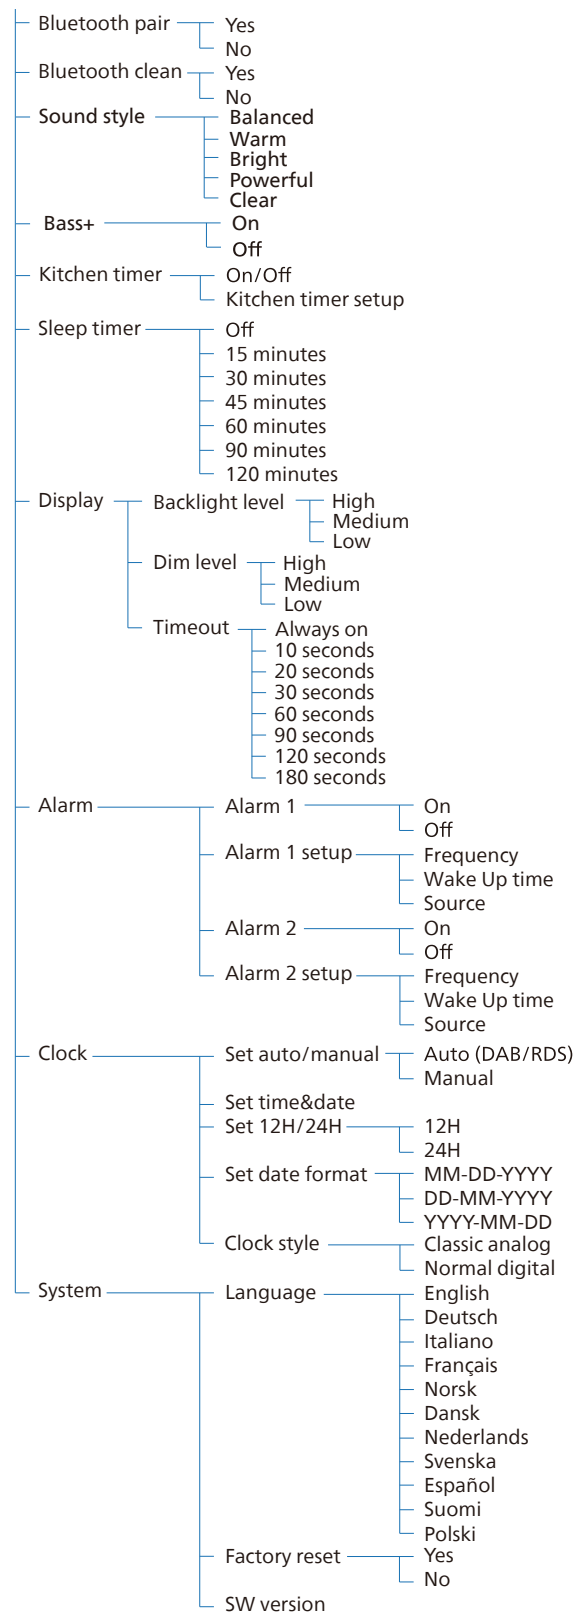 Bluetooth pair Yes
No
Bluetooth clean Yes
No
Sound style Balanced
Warm
Bright
Powerful
Clear
Bass+ On
Off
Kitchen timer On/Off
Kitchen timer setup
Sleep timer Off
15 minutes
30 minutes
45 minutes
60 minutes
90 minutes
120 minutes
Display Backlight level High
Medium
Low
Dim level High
Medium
Low
Timeout Always on
10 seconds
20 seconds
30 seconds
60 seconds
90 seconds
120 seconds
180 seconds
Alarm Alarm 1 On
Off
Alarm 1 setup Frequency
Wake Up time
Source
Alarm 2 On
Off
Alarm 2 setup Frequency
Wake Up time
Source
Clock Set auto/manual Auto (DAB/RDS)
Manual
Set time&date
Set 12H/24H 12H
24H
Set date format MM-DD-YYYY
DD-MM-YYYY
YYYY-MM-DD
Clock style Classic analog
Normal digital
System Language English
Deutsch
Italiano
Français
Norsk
Dansk
Nederlands
Svenska
Español
Suomi
Polski
Factory reset Yes
No
SW version